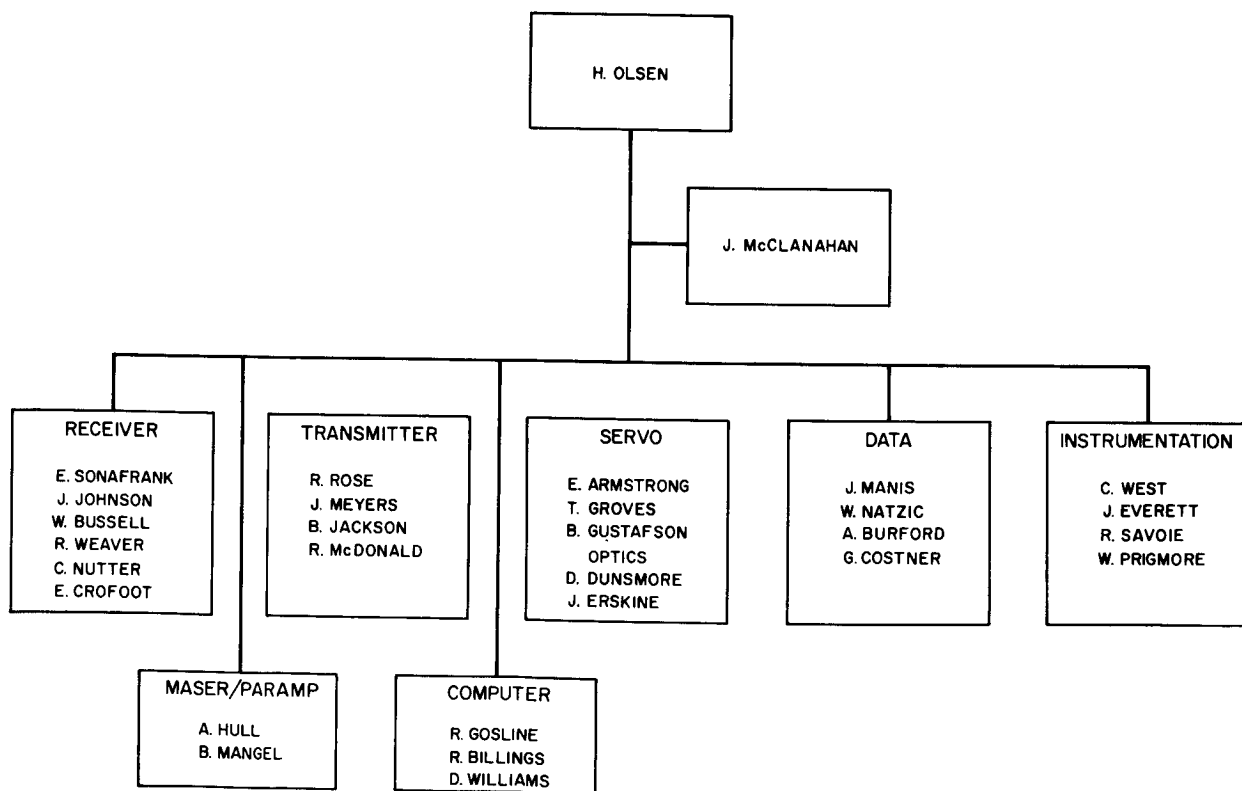 H. OLSEN
J. McCLANAHAN
RECEIVER
E. SONAFRANK
J. JOHNSON
W. BUSSELL
R. WEAVER
C. NUTTER
E. CROFOOT
TRANSMITTER
R. ROSE
J. MEYERS
B. JACKSON
R. McDONALD
SERVO
E. ARMSTRONG
T. GROVES
B. GUSTAFSON
OPTICS
D. DUNSMORE
J. ERSKINE
DATA
J. MANIS
W. NATZIC
A. BURFORD
G. COSTNER
INSTRUMENTATION
C. WEST
J. EVERETT
R. SAVOIE
W. PRIGMORE
MASER/PARAMP
A. HULL
B. MANGEL
COMPUTER
R. GOSLINE
R. BILLINGS
D. WILLIAMS